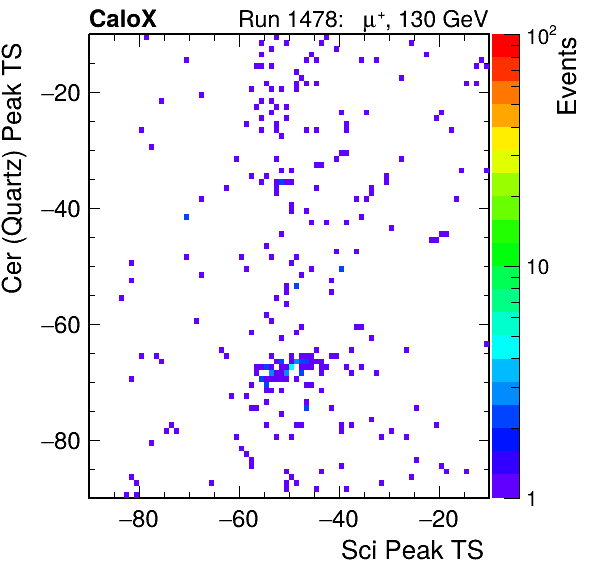 CaloX Run 1478: μ⁺, 130 GeV
Cer (Quartz) Peak TS
−20
−40
−60
−80
−80 −60 −40 −20
Sci Peak TS
10²
10
1
Events